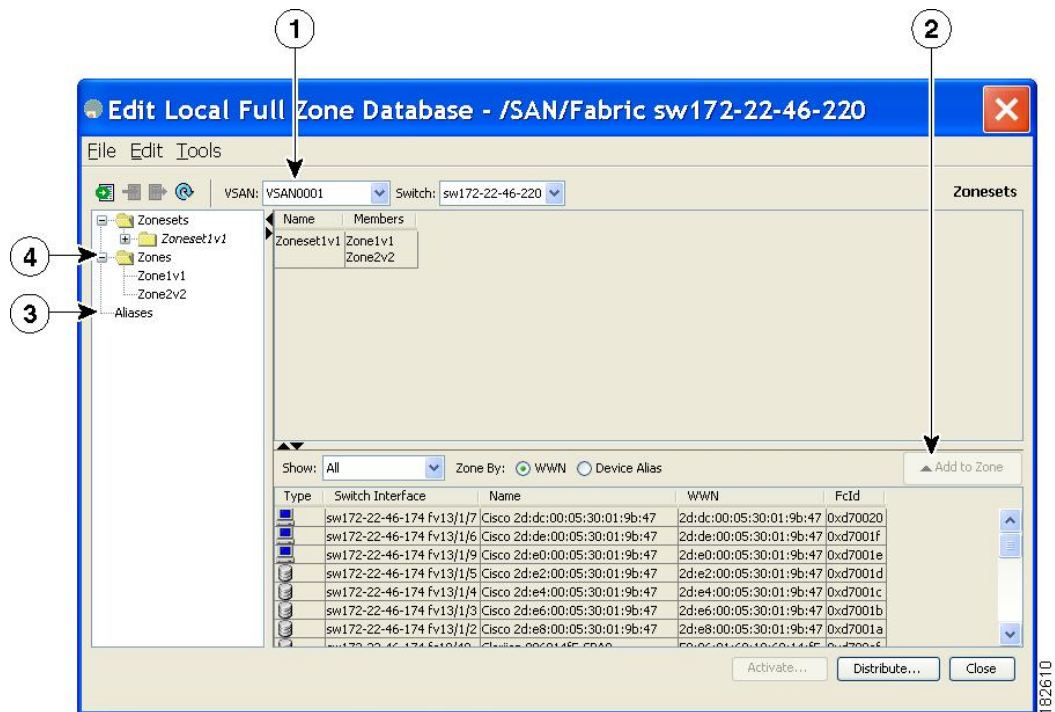 1
2
Edit Local Full Zone Database - /SAN/Fabric sw172-22-46-220
File Edit Tools
VSAN: VSAN0001 Switch: sw172-22-46-220 Zonesets
Zonesets
Zoneset1v1
4
Zones
Zone1v1
Zone2v2
3
Aliases
Name Members
Zoneset1v1 Zone1v1
Zone2v2
Show: All Zone By: WWN Device Alias Add to Zone
Type Switch Interface Name WWN FcId
sw172-22-46-174 fv13/1/7 Cisco 2d:dc:00:05:30:01:9b:47 2d:dc:00:05:30:01:9b:47 0xd70020
sw172-22-46-174 fv13/1/6 Cisco 2d:de:00:05:30:01:9b:47 2d:de:00:05:30:01:9b:47 0xd7001f
sw172-22-46-174 fv13/1/9 Cisco 2d:e0:00:05:30:01:9b:47 2d:e0:00:05:30:01:9b:47 0xd7001e
sw172-22-46-174 fv13/1/5 Cisco 2d:e2:00:05:30:01:9b:47 2d:e2:00:05:30:01:9b:47 0xd7001d
sw172-22-46-174 fv13/1/4 Cisco 2d:e4:00:05:30:01:9b:47 2d:e4:00:05:30:01:9b:47 0xd7001c
sw172-22-46-174 fv13/1/3 Cisco 2d:e6:00:05:30:01:9b:47 2d:e6:00:05:30:01:9b:47 0xd7001b
sw172-22-46-174 fv13/1/2 Cisco 2d:e8:00:05:30:01:9b:47 2d:e8:00:05:30:01:9b:47 0xd7001a
Activate... Distribute... Close
182610